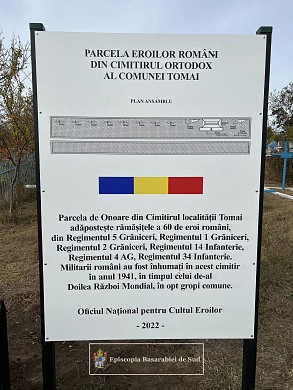 PARCELA EROILOR ROMÂNI
DIN CIMITIRUL ORTODOX
AL COMUNEI TOMAI
PLAN ANSAMBLU
Parcela de Onoare din Cimitirul localității Tomai
adăpostește rămășițele a 60 de eroi români,
din Regimentul 5 Grăniceri, Regimentul 1 Grăniceri,
Regimentul 2 Grăniceri, Regimentul 14 Infanterie,
Regimentul 4 AG, Regimentul 34 Infanterie.
Militarii români au fost înhumați în acest cimitir
în anul 1941, în timpul celui de-al
Doilea Război Mondial, în opt gropi comune.
Oficiul Național pentru Cultul Eroilor
- 2022 -
Episcopia Basarabiei de Sud